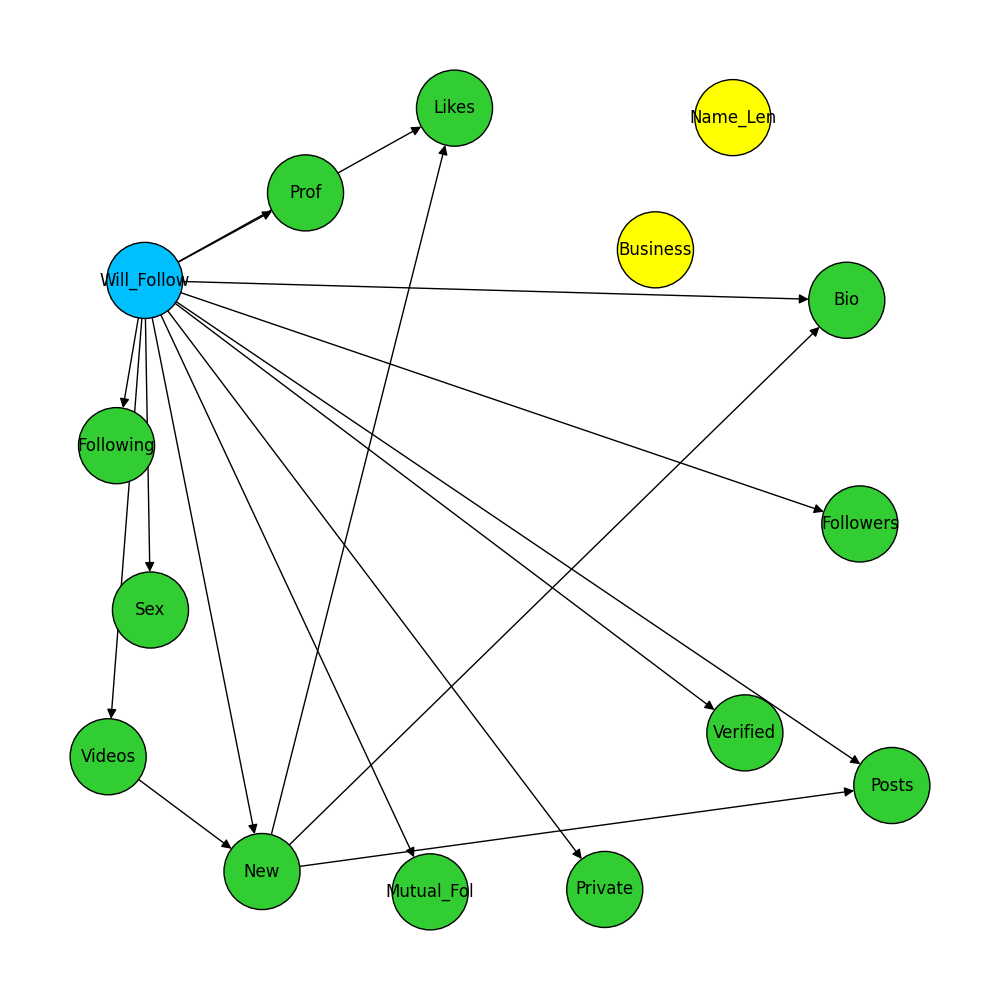 Likes
Name_Len
Prof
Business
Will_Follow
Bio
Following
Followers
Sex
Verified
Videos
Posts
New
Mutual_Fol
Private